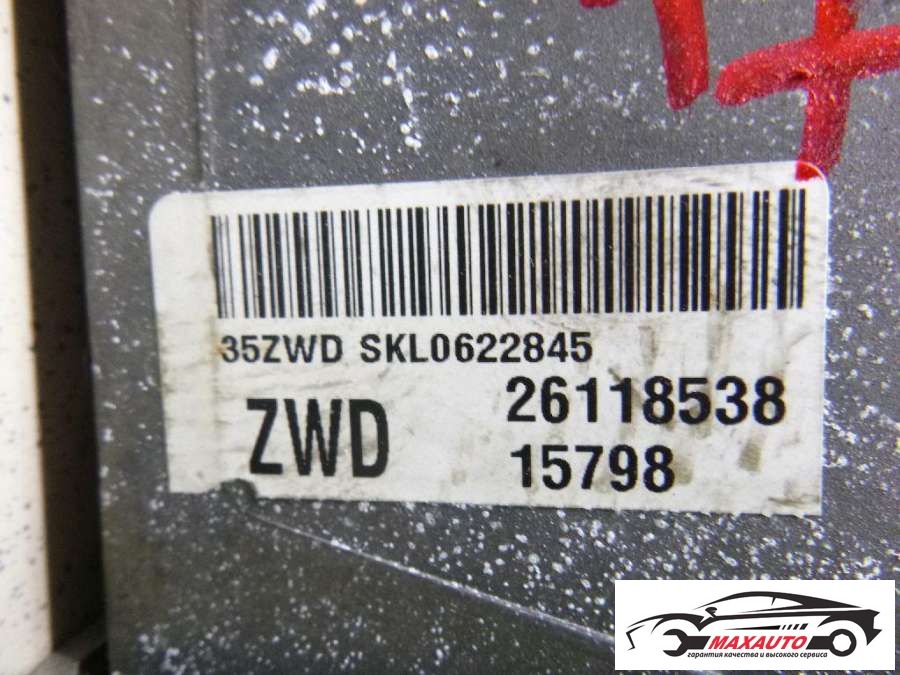 35ZWD SKL0622845
ZWD
26118538
15798
MAXAUTO
гарантия качества и высокого сервиса